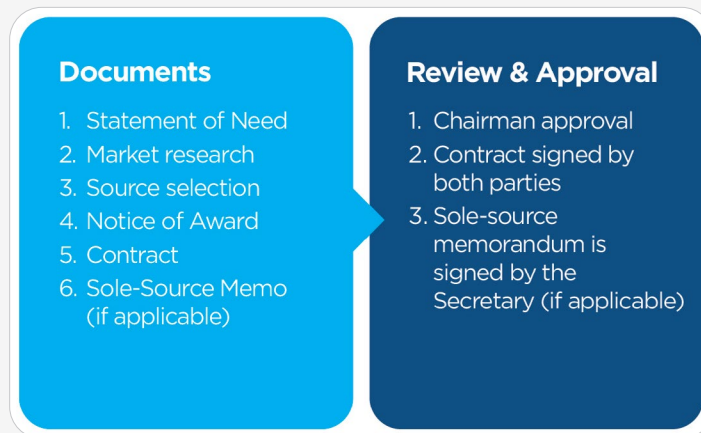 Documents
1. Statement of Need
2. Market research
3. Source selection
4. Notice of Award
5. Contract
6. Sole-Source Memo
(if applicable)
Review & Approval
1. Chairman approval
2. Contract signed by
both parties
3. Sole-source
memorandum is
signed by the
Secretary (if applicable)